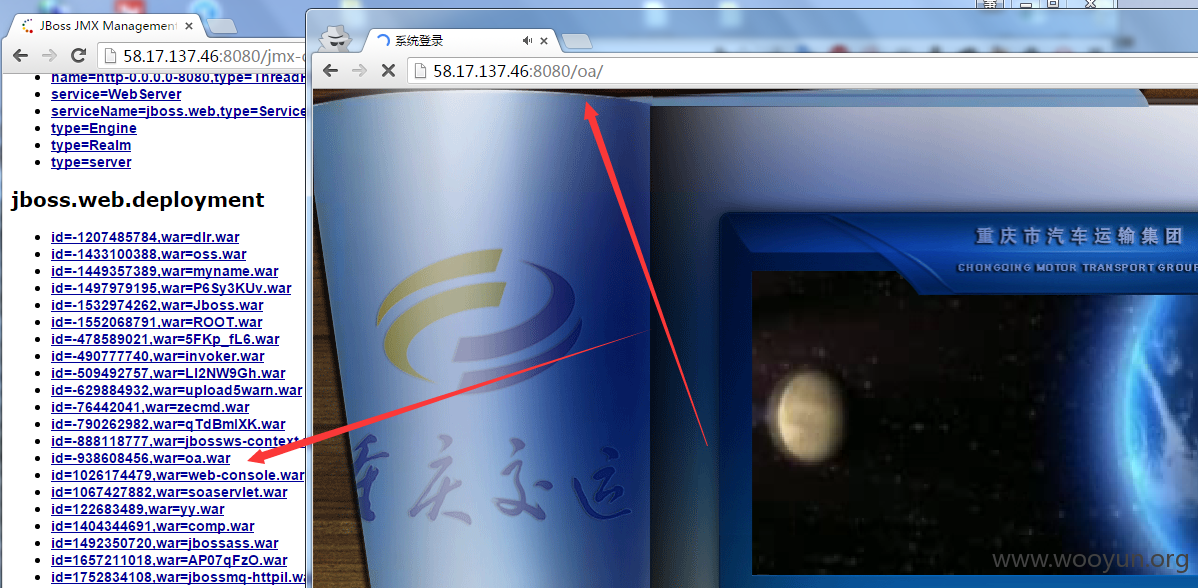 JBoss JMX Management
58.17.137.46:8080/jmx-c
name=http-0.0.0.0-8080,type=ThreadP
service=WebServer
serviceName=jboss.web,type=Service
type=Engine
type=Realm
type=server
jboss.web.deployment
id=-1207485784,war=dlr.war
id=-1433100388,war=oss.war
id=-1449357389,war=myname.war
id=-1497979195,war=P6Sy3KUv.war
id=-1532974262,war=Jboss.war
id=-1552068791,war=ROOT.war
id=-478589021,war=5FKp_fL6.war
id=-490777740,war=invoker.war
id=-509492757,war=LI2NW9Gh.war
id=-629884932,war=upload5warn.war
id=-76442041,war=zecmd.war
id=-790262982,war=qTdBmlXK.war
id=-888118777,war=jbossws-context
id=-938608456,war=oa.war
id=1026174479,war=web-console.war
id=1067427882,war=soaservlet.war
id=122683489,war=yy.war
id=1404344691,war=comp.war
id=1492350720,war=jbossass.war
id=1657211018,war=AP07qFzO.war
id=1752834108,war=jbossmq-httpil.wa
系统登录
58.17.137.46:8080/oa/
重庆市汽车运输集团
CHONGQING MOTOR TRANSPORT GROUP
重庆交运
www.wooyun.org